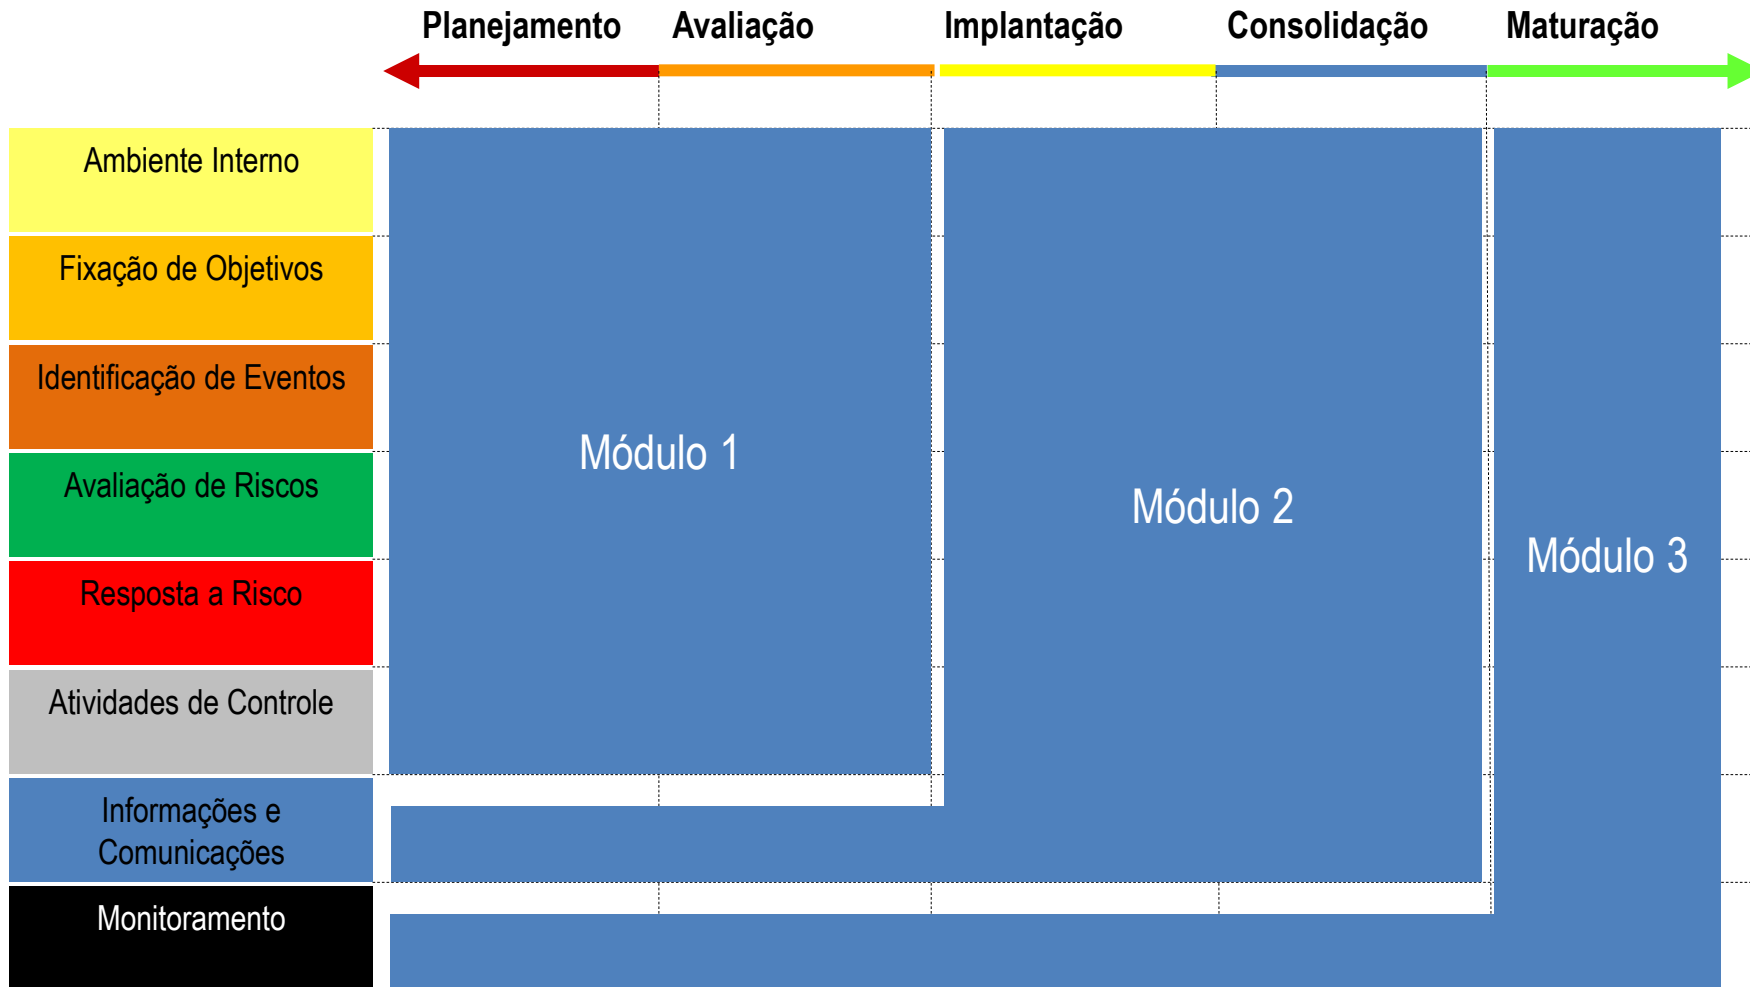 Planejamento Avaliação Implantação Consolidação Maturação
Ambiente Interno
Fixação de Objetivos
Identificação de Eventos
Módulo 1
Avaliação de Riscos
Módulo 2
Módulo 3
Resposta a Risco
Atividades de Controle
Informações e
Comunicações
Monitoramento